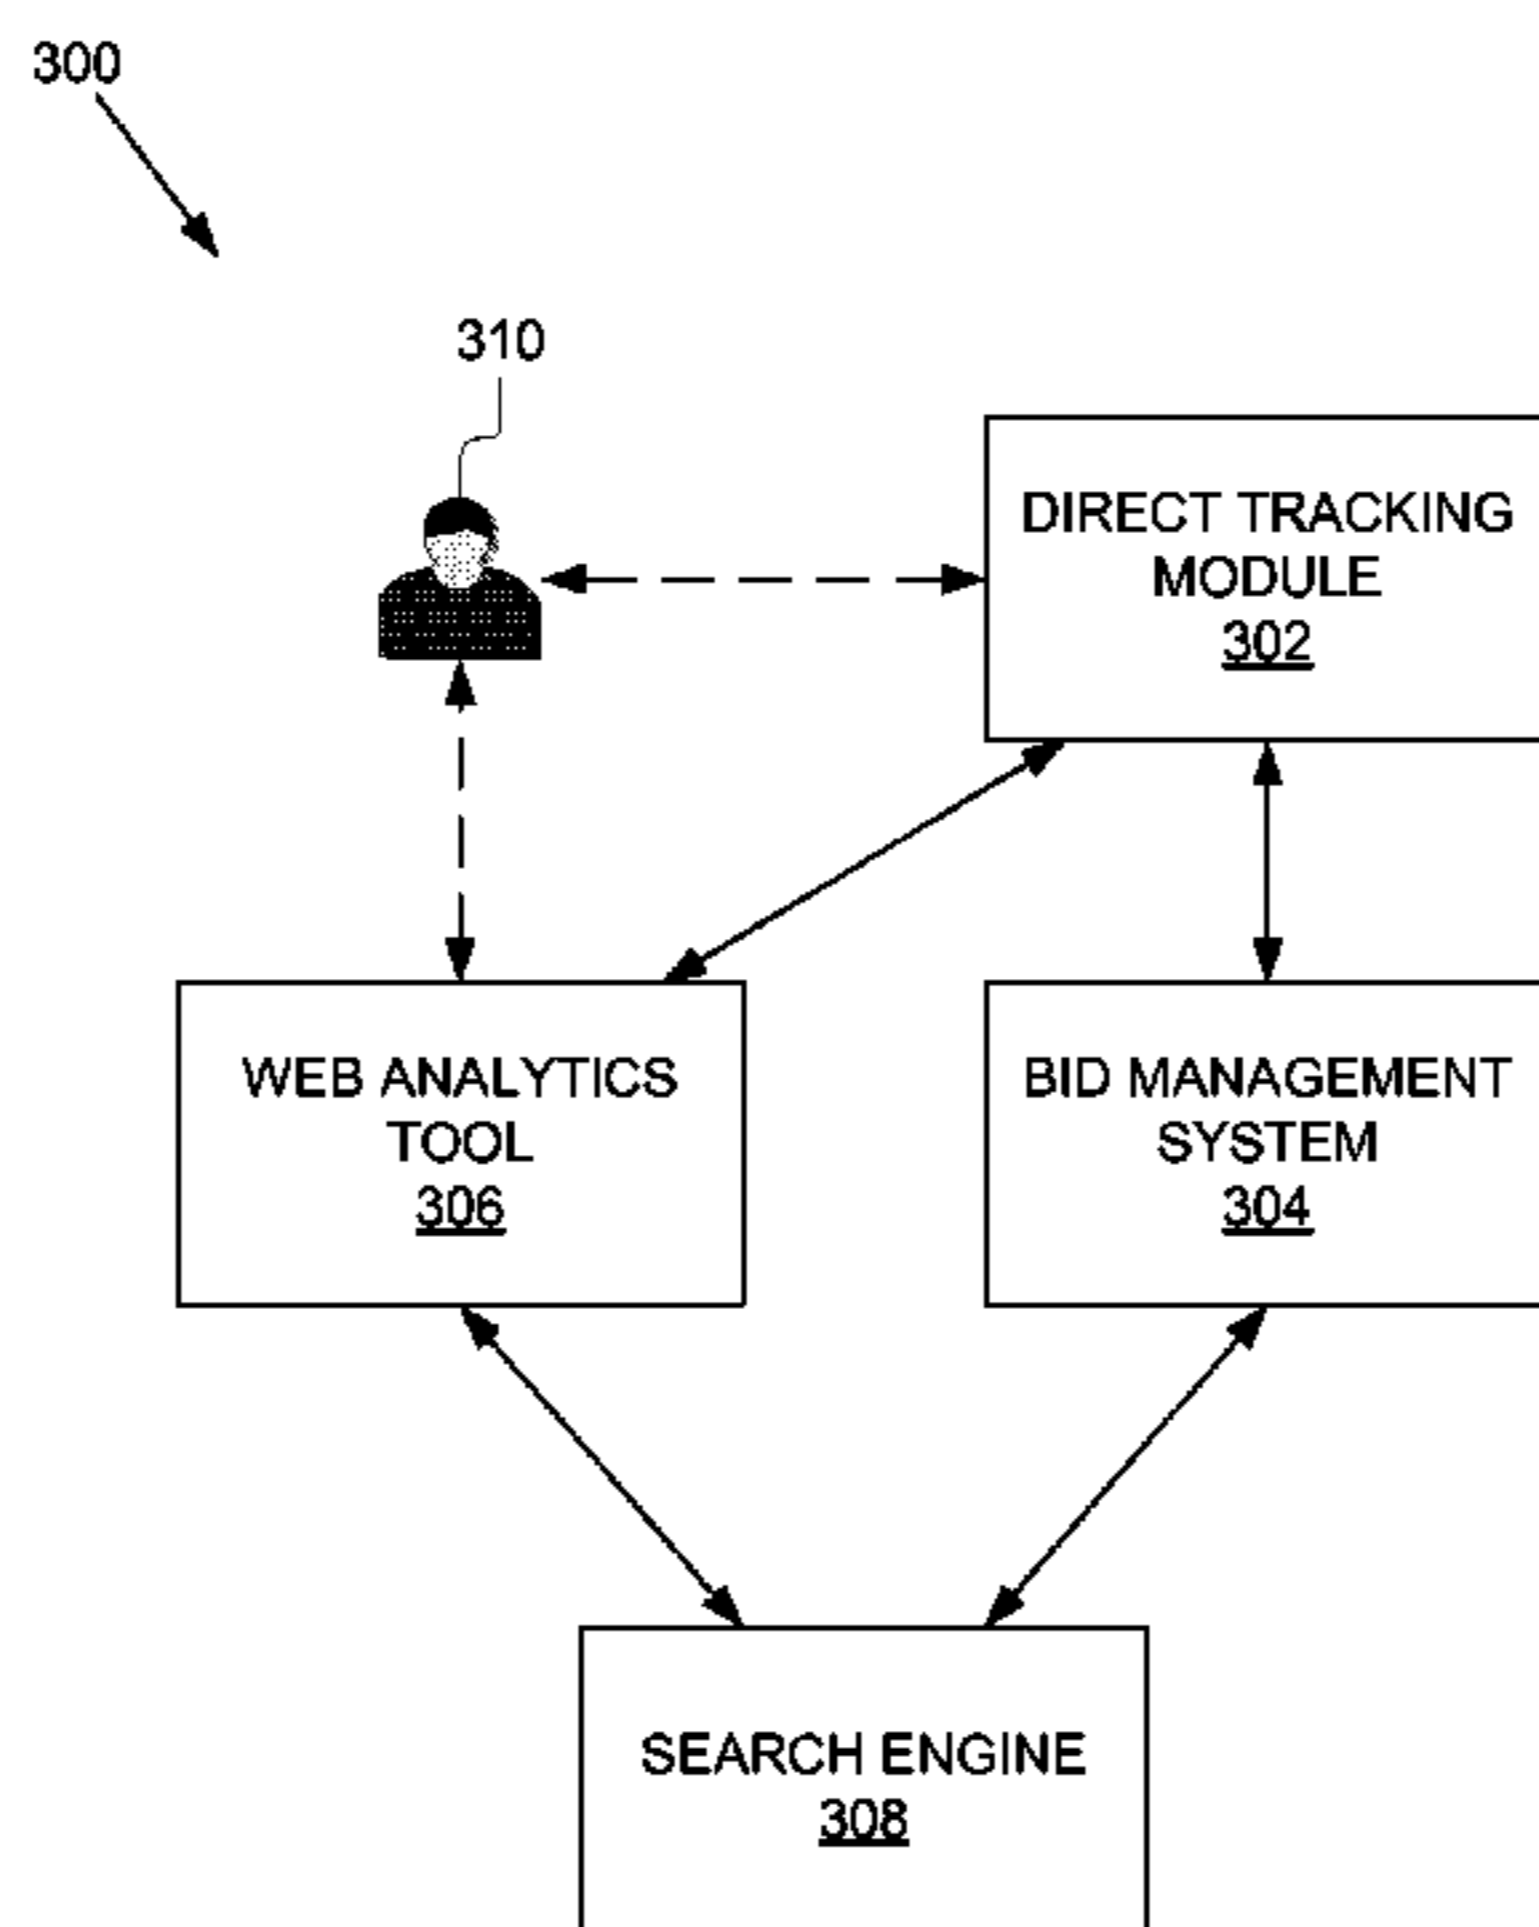 300
310
DIRECT TRACKING
MODULE
302
WEB ANALYTICS
TOOL
306
BID MANAGEMENT
SYSTEM
304
SEARCH ENGINE
308